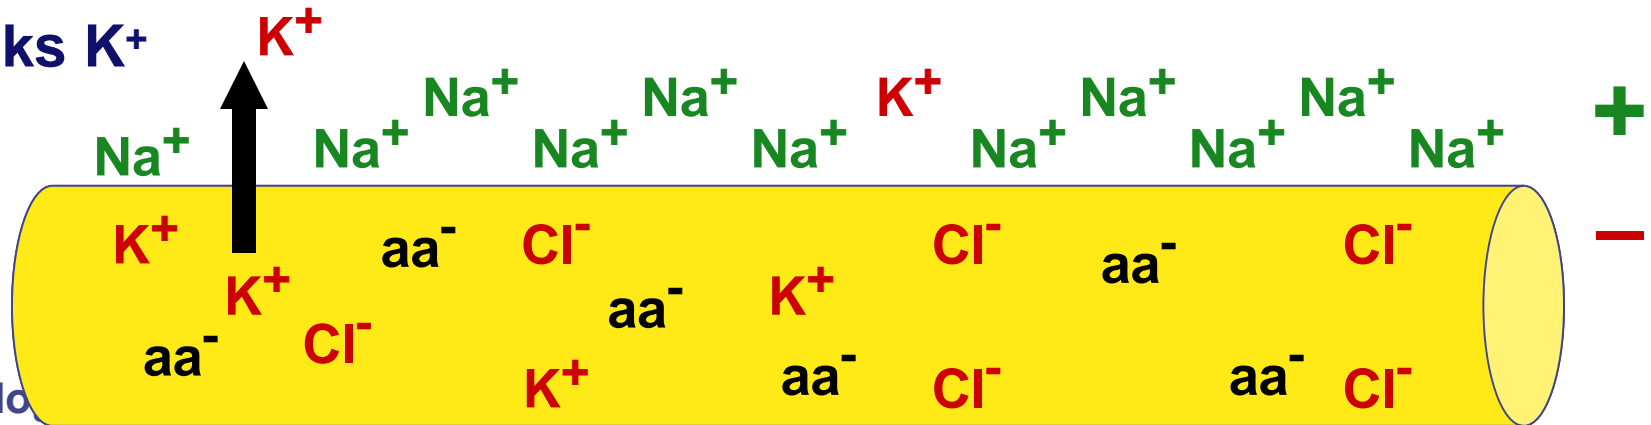 ks K+
K+
Na+ Na+ K+ Na+ Na+
Na+ Na+ Na+ Na+ Na+ Na+ Na+
+
K+ aa- Cl- Cl- aa- Cl-
−
K+ aa- K+
aa- Cl-
K+ aa- Cl- aa- Cl-